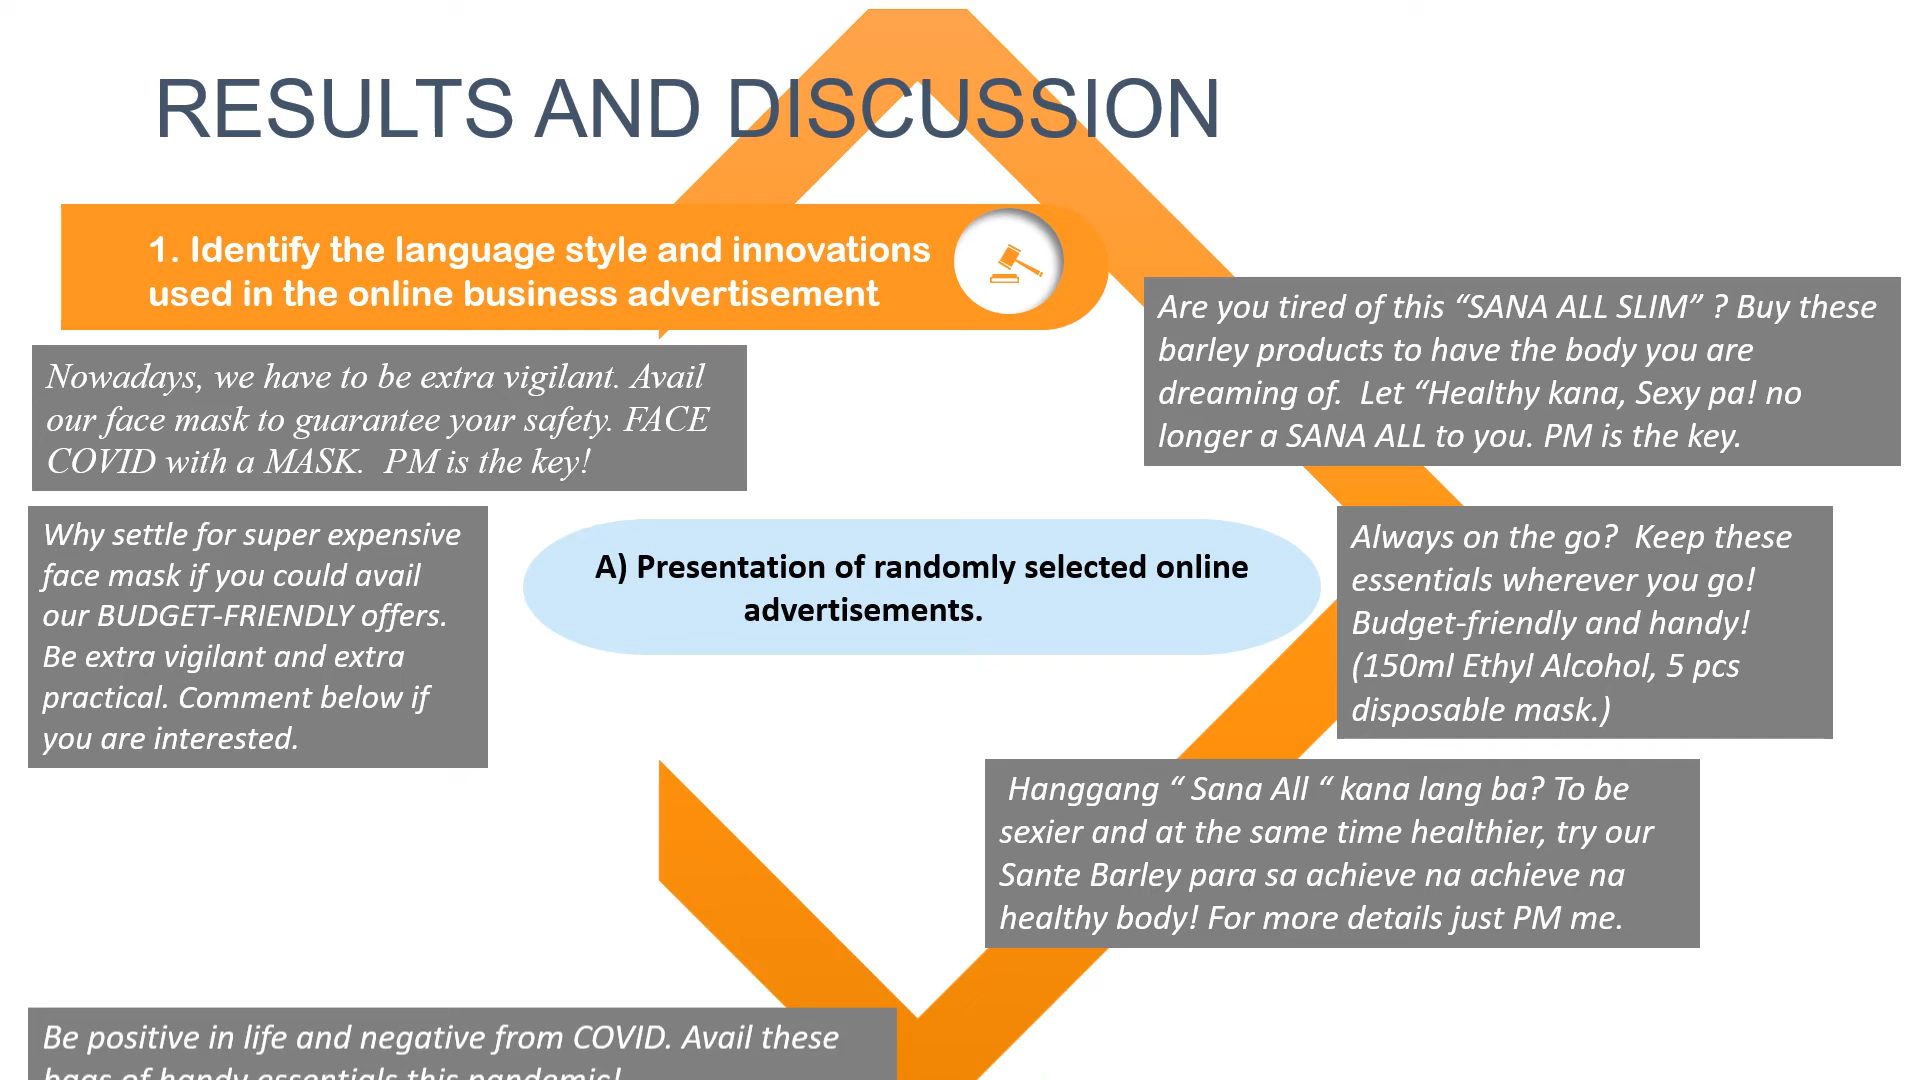 RESULTS AND DISCUSSION
1. Identify the language style and innovations
used in the online business advertisement
Nowadays, we have to be extra vigilant. Avail
our face mask to guarantee your safety. FACE
COVID with a MASK.  PM is the key!
Are you tired of this “SANA ALL SLIM” ? Buy these
barley products to have the body you are
dreaming of.  Let “Healthy kana, Sexy pa! no
longer a SANA ALL to you. PM is the key.
Why settle for super expensive
face mask if you could avail
our BUDGET-FRIENDLY offers.
Be extra vigilant and extra
practical. Comment below if
you are interested.
A) Presentation of randomly selected online
advertisements.
Always on the go?  Keep these
essentials wherever you go!
Budget-friendly and handy!
(150ml Ethyl Alcohol, 5 pcs
disposable mask.)
Hanggang “ Sana All “ kana lang ba? To be
sexier and at the same time healthier, try our
Sante Barley para sa achieve na achieve na
healthy body! For more details just PM me.
Be positive in life and negative from COVID. Avail these
bags of handy essentials this pandemic!